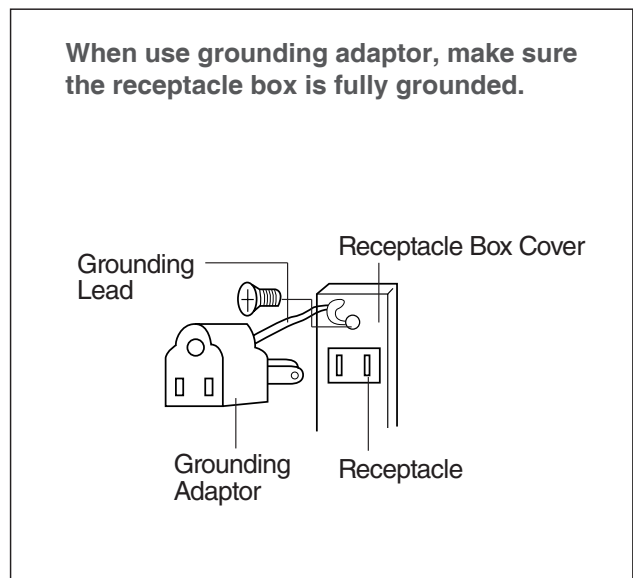 When use grounding adaptor, make sure
the receptacle box is fully grounded.
Receptacle Box Cover
Grounding
Lead
Grounding
Adaptor
Receptacle